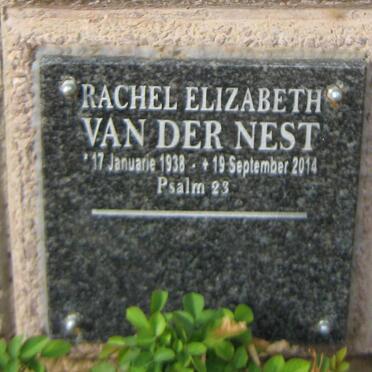 RACHEL ELIZABETH
VAN DER NEST
* 17 Januarie 1938 - + 19 September 2014
Psalm 23